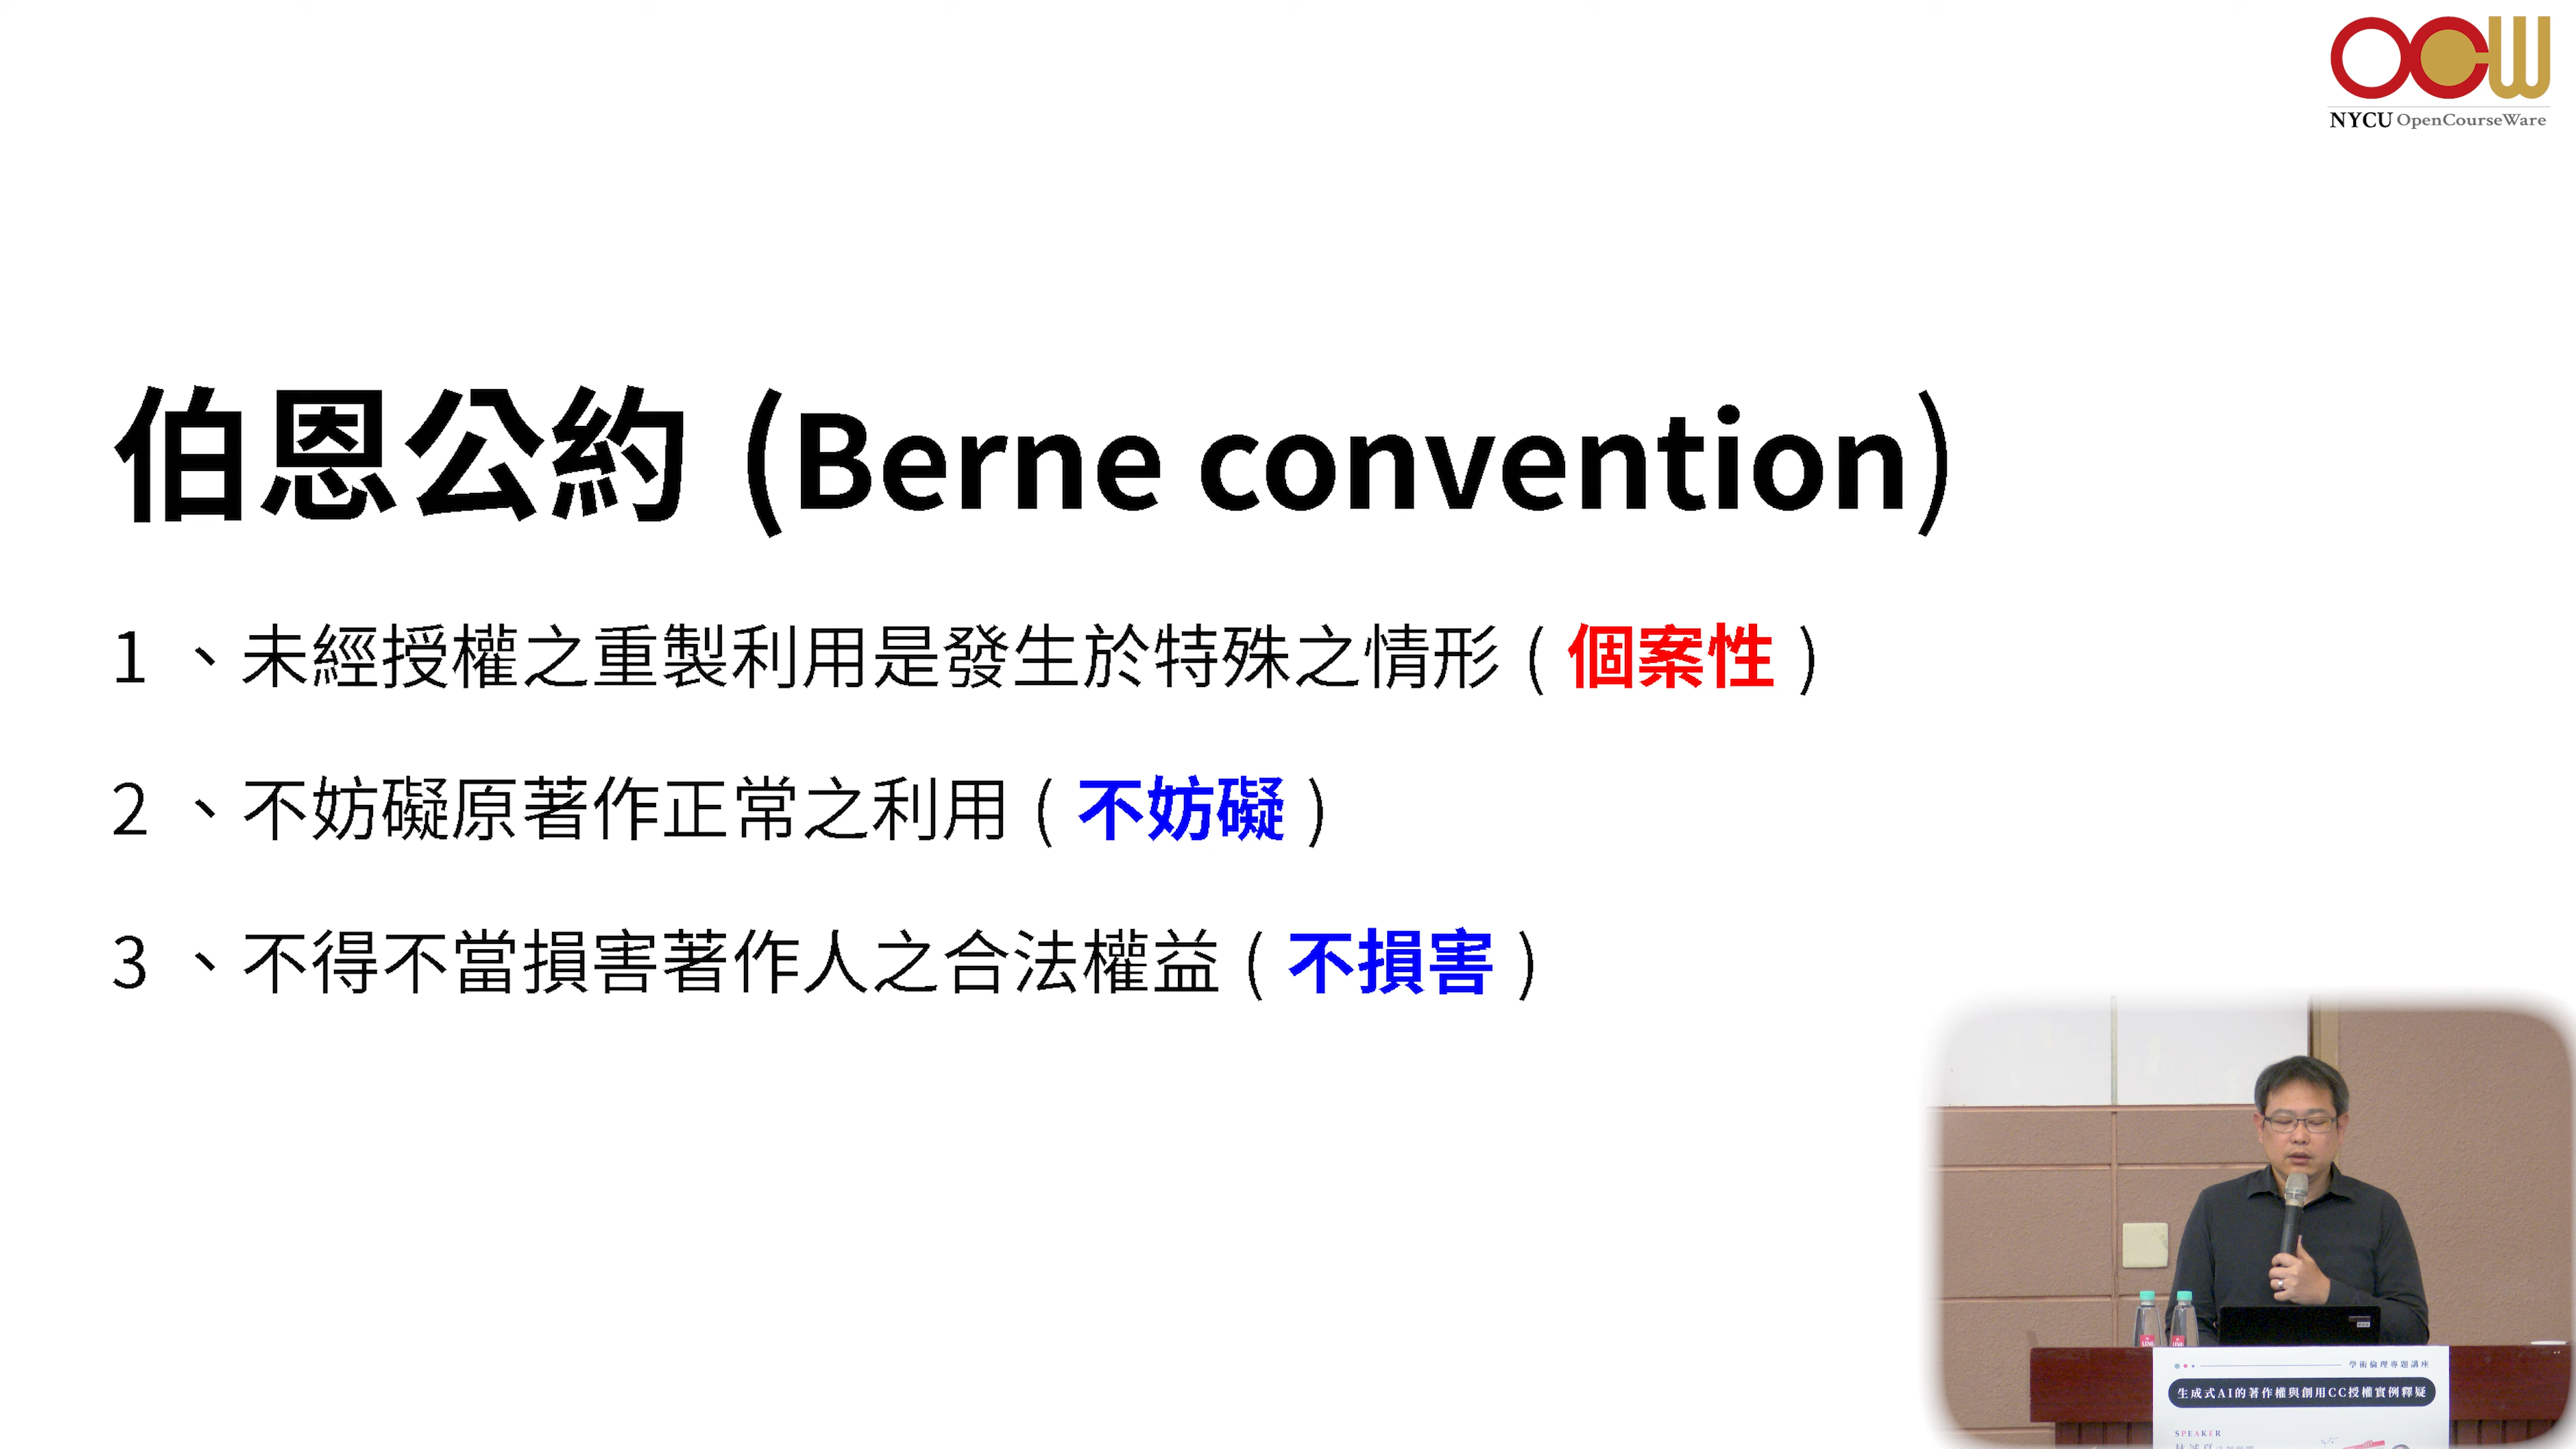 OCW
NYCU OpenCourseWare
伯恩公約 (Berne convention)
1 、未經授權之重製利用是發生於特殊之情形 ( 個案性 )
2 、不妨礙原著作正常之利用 ( 不妨礙 )
3 、不得不當損害著作人之合法權益 ( 不損害 )
學術倫理專題講座
生成式AI的著作權與創用CC授權實例釋疑
SPEAKER